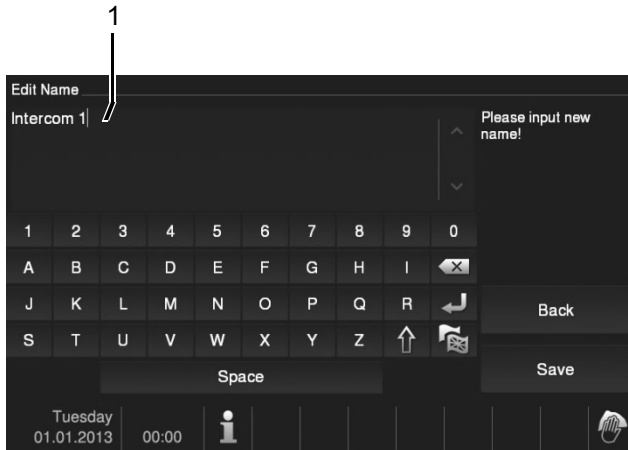 1
Edit Name
Intercom 1
Please input new
name!
1 2 3 4 5 6 7 8 9 0
A B C D E F G H I
J K L M N O P Q R
Back
S T U V W X Y Z
Space
Save
Tuesday
01.01.2013 00:00